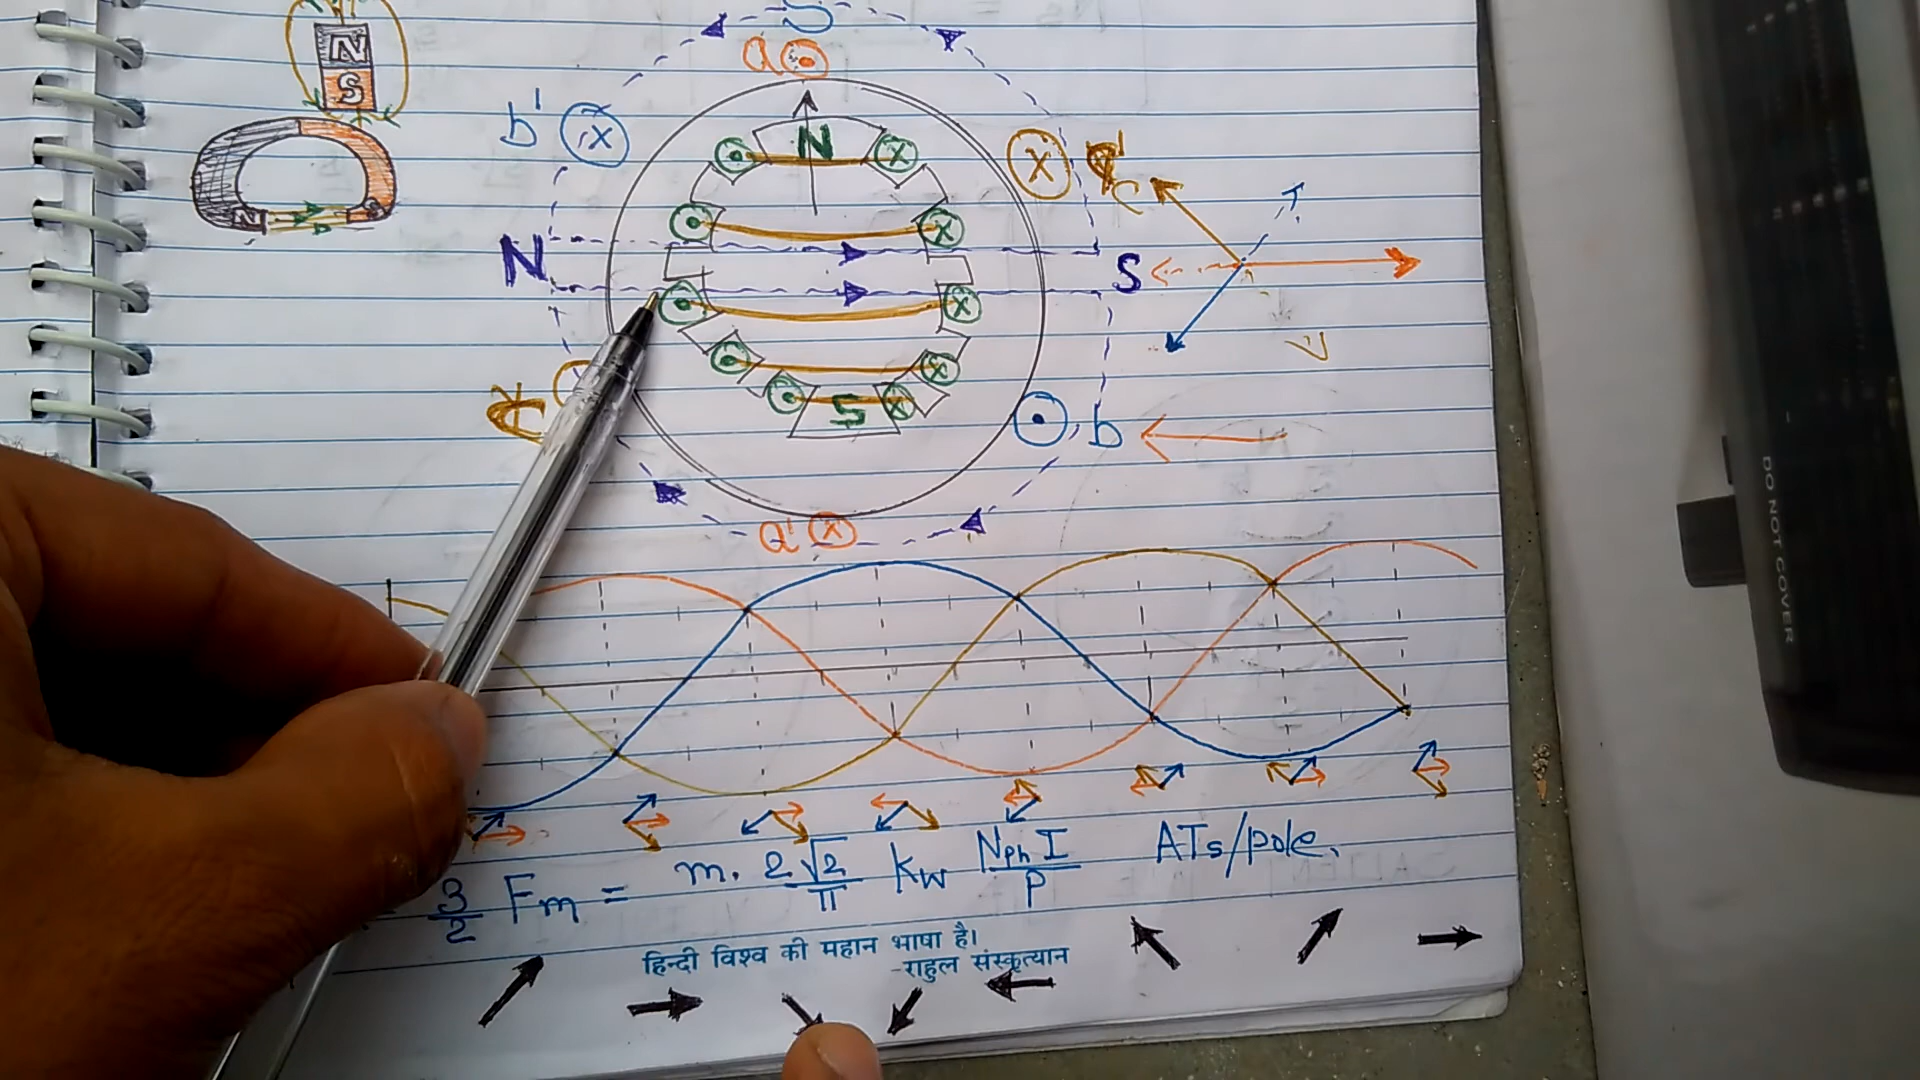 N
S
N
S
a
b'
N
c'
N
S
S
b
a'
3/2 Fm = m. 2√2/π Kw Nph I/P ATs/pole.
हिन्दी विश्व की महान भाषा है।
-राहुल संस्कृत्यान
DO NOT COVER